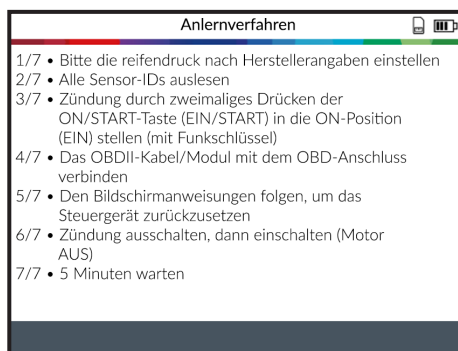 Anlernverfahren
1/7 • Bitte die reifendruck nach Herstellerangaben einstellen
2/7 • Alle Sensor-IDs auslesen
3/7 • Zündung durch zweimaliges Drücken der
ON/START-Taste (EIN/START) in die ON-Position
(EIN) stellen (mit Funkschlüssel)
4/7 • Das OBDII-Kabel/Modul mit dem OBD-Anschluss
verbinden
5/7 • Den Bildschirmanweisungen folgen, um das
Steuergerät zurückzusetzen
6/7 • Zündung ausschalten, dann einschalten (Motor
AUS)
7/7 • 5 Minuten warten